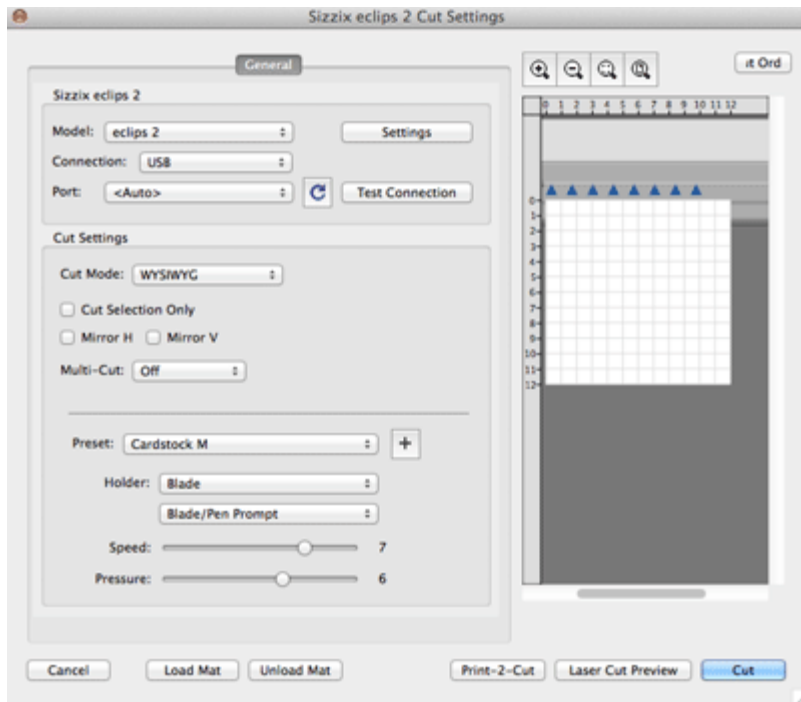 Sizzix eclips 2 Cut Settings
General
Sizzix eclips 2
Model: eclips 2 Settings
Connection: USB
Port: <Auto> Test Connection
Cut Settings
Cut Mode: WYSIWYG
Cut Selection Only
Mirror H Mirror V
Multi-Cut: Off
Preset: Cardstock M +
Holder: Blade
Blade/Pen Prompt
Speed: 7
Pressure: 6
Cancel Load Mat Unload Mat Print-2-Cut Laser Cut Preview Cut
it Ord
0 1 2 3 4 5 6 7 8 9 10 11 12
0
1
2
3
4
5
6
7
8
9
10
11
12